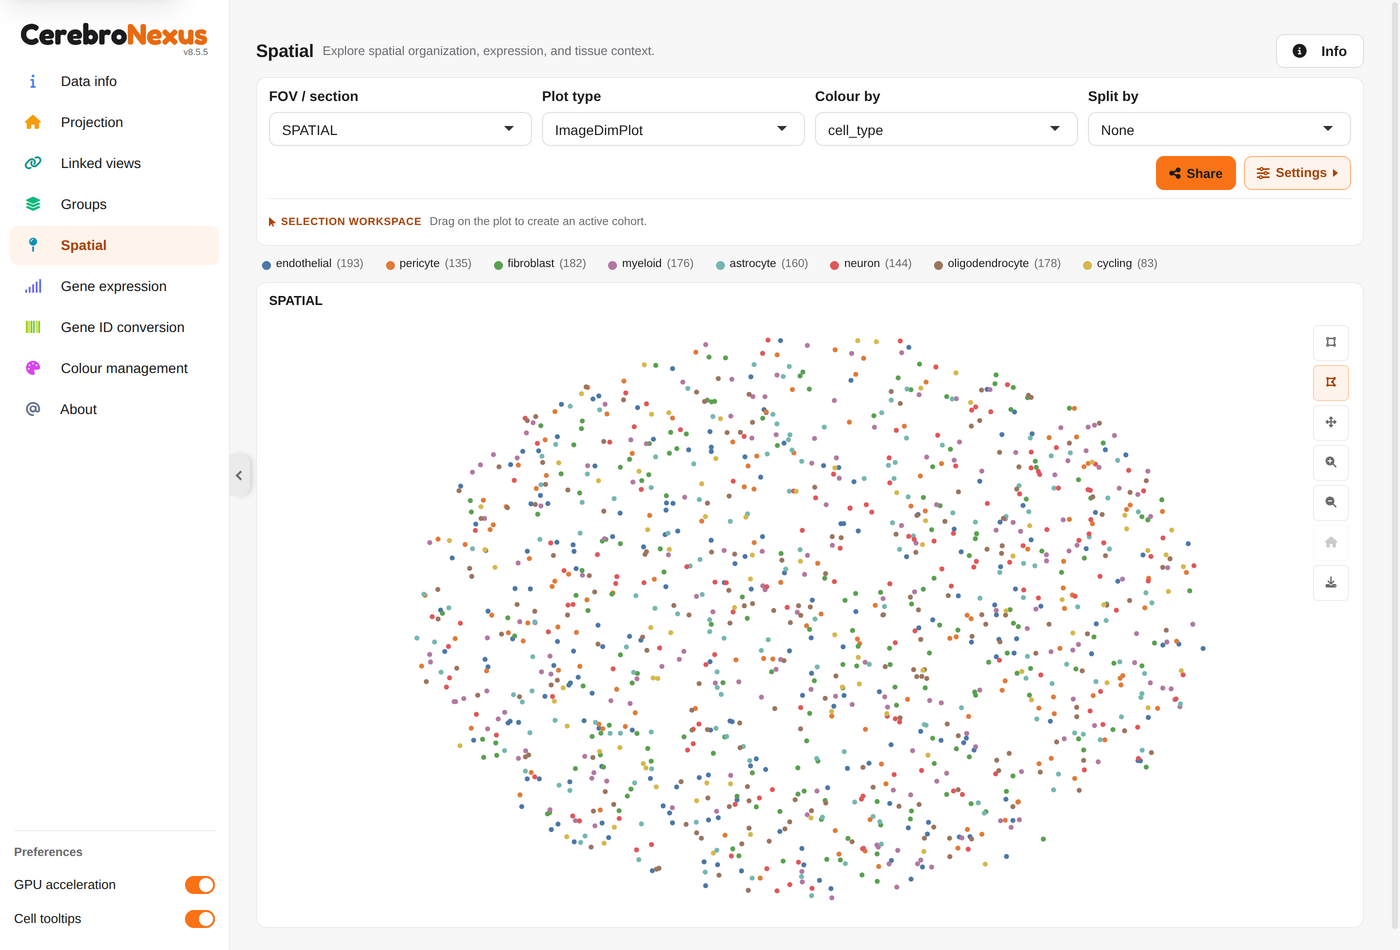 CerebroNexus
v8.5.5
Data info
Projection
Linked views
Groups
Spatial
Gene expression
Gene ID conversion
Colour management
About
Preferences
GPU acceleration
Cell tooltips
Spatial Explore spatial organization, expression, and tissue context.
Info
FOV / section Plot type Colour by Split by
SPATIAL ImageDimPlot cell_type None
Share Settings
SELECTION WORKSPACE Drag on the plot to create an active cohort.
endothelial (193) pericyte (135) fibroblast (182) myeloid (176) astrocyte (160) neuron (144) oligodendrocyte (178) cycling (83)
SPATIAL